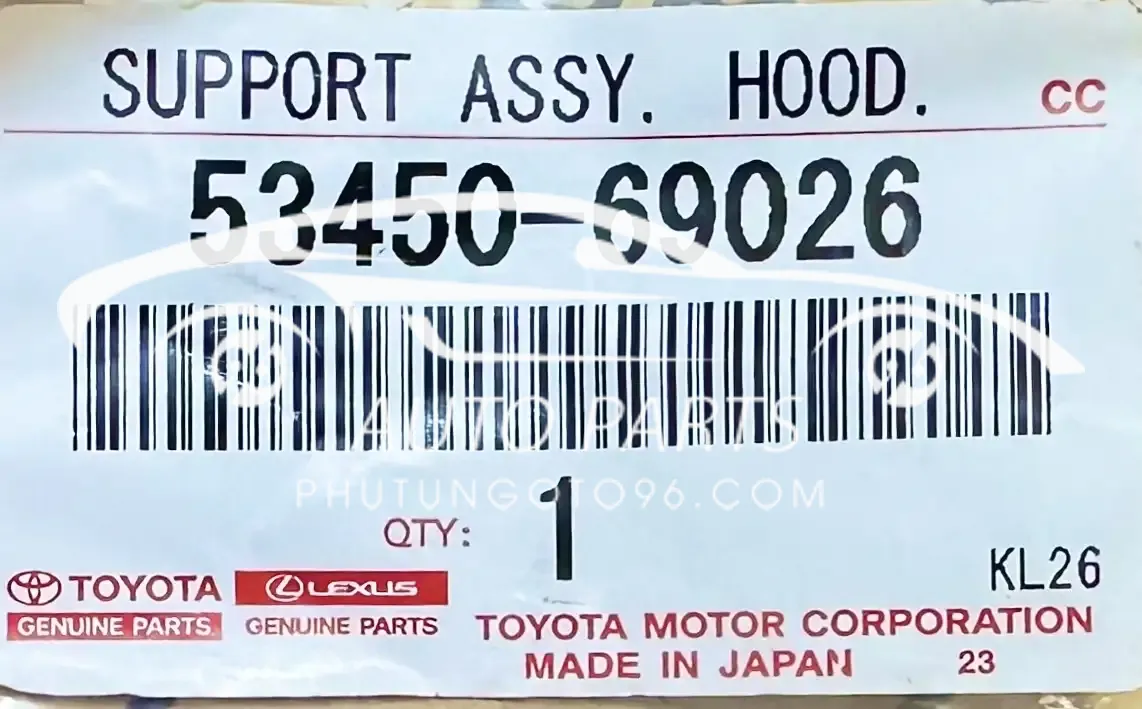 SUPPORT ASSY. HOOD. CC
53450-69026
AUTO PARTS
PHUTUNGOTO96.COM
QTY: 1
KL26
TOYOTA LEXUS
GENUINE PARTS GENUINE PARTS
TOYOTA MOTOR CORPORATION
MADE IN JAPAN 23